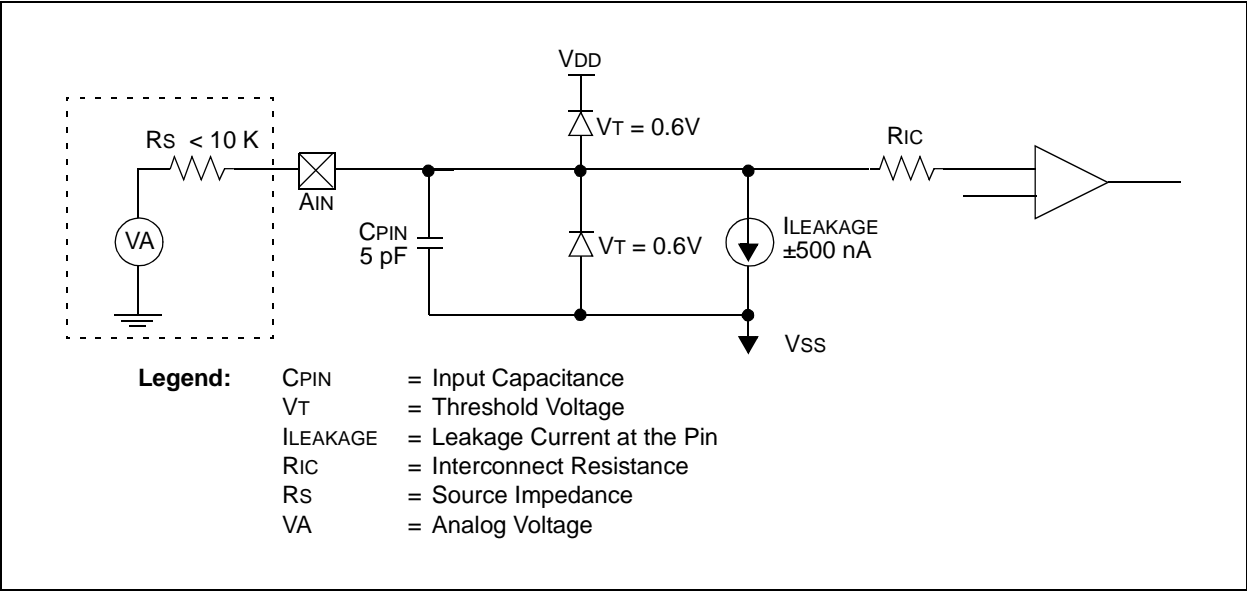 VDD
VT = 0.6V
RS < 10 K
RIC
AIN
VA
CPIN
5 pF
VT = 0.6V
ILEAKAGE
±500 nA
VSS
Legend: CPIN = Input Capacitance
VT = Threshold Voltage
ILEAKAGE = Leakage Current at the Pin
RIC = Interconnect Resistance
RS = Source Impedance
VA = Analog Voltage